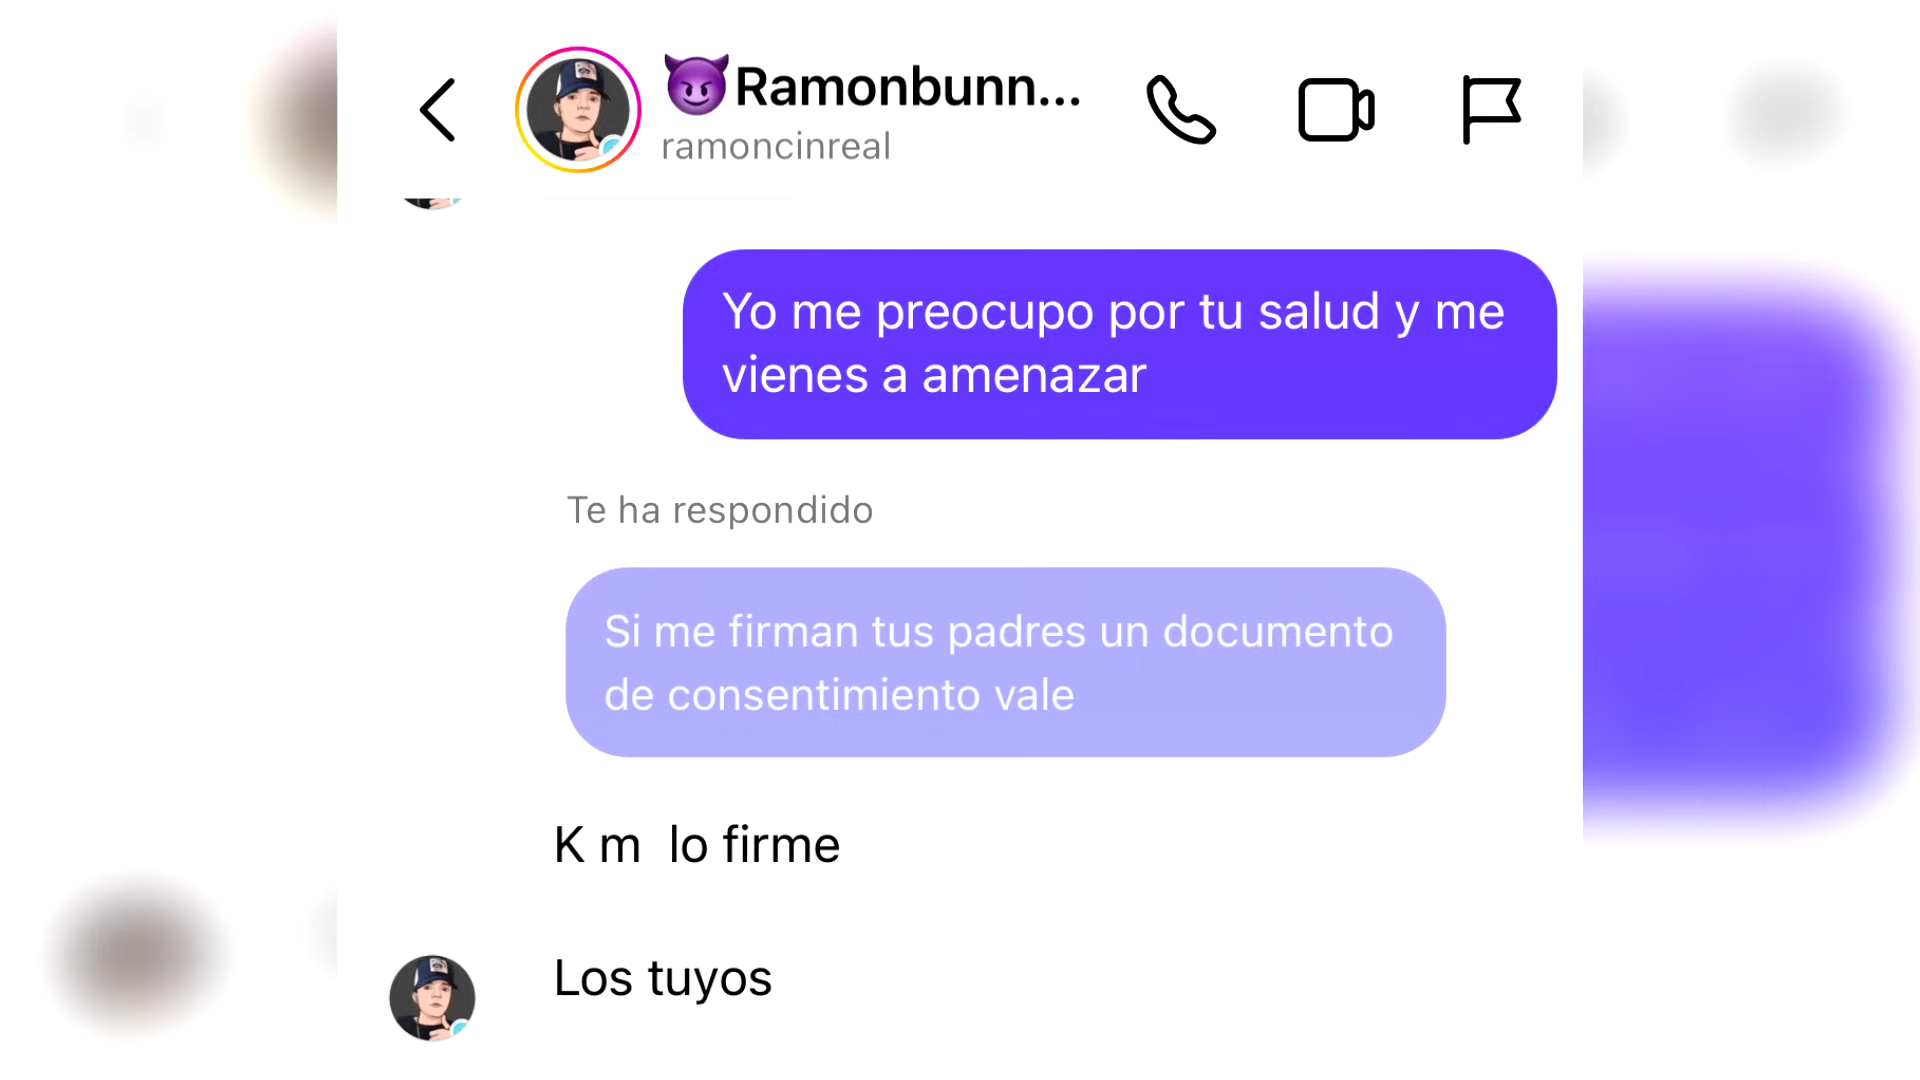 😈Ramonbunn...
ramoncinreal
Yo me preocupo por tu salud y me
vienes a amenazar
Te ha respondido
Si me firman tus padres un documento
de consentimiento vale
K m  lo firme
Los tuyos